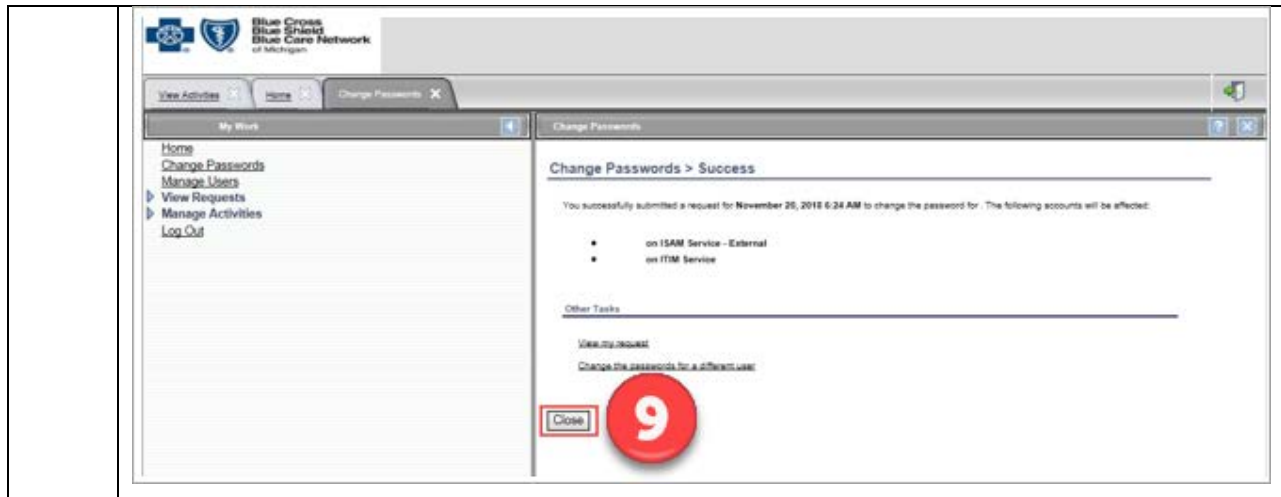 Blue Cross
Blue Shield
Blue Care Network
of Michigan
View Activities Home Change Passwords X
My Work
Change Passwords
Home
Change Passwords
Manage Users
View Requests
Manage Activities
Log Out
Change Passwords > Success
You successfully submitted a request for November 20, 2018 6:24 AM to change the password for . The following accounts will be affected:
• on ISAM Service - External
• on ITIM Service
Other Tasks
View my request
Change the passwords for a different user
Close
9